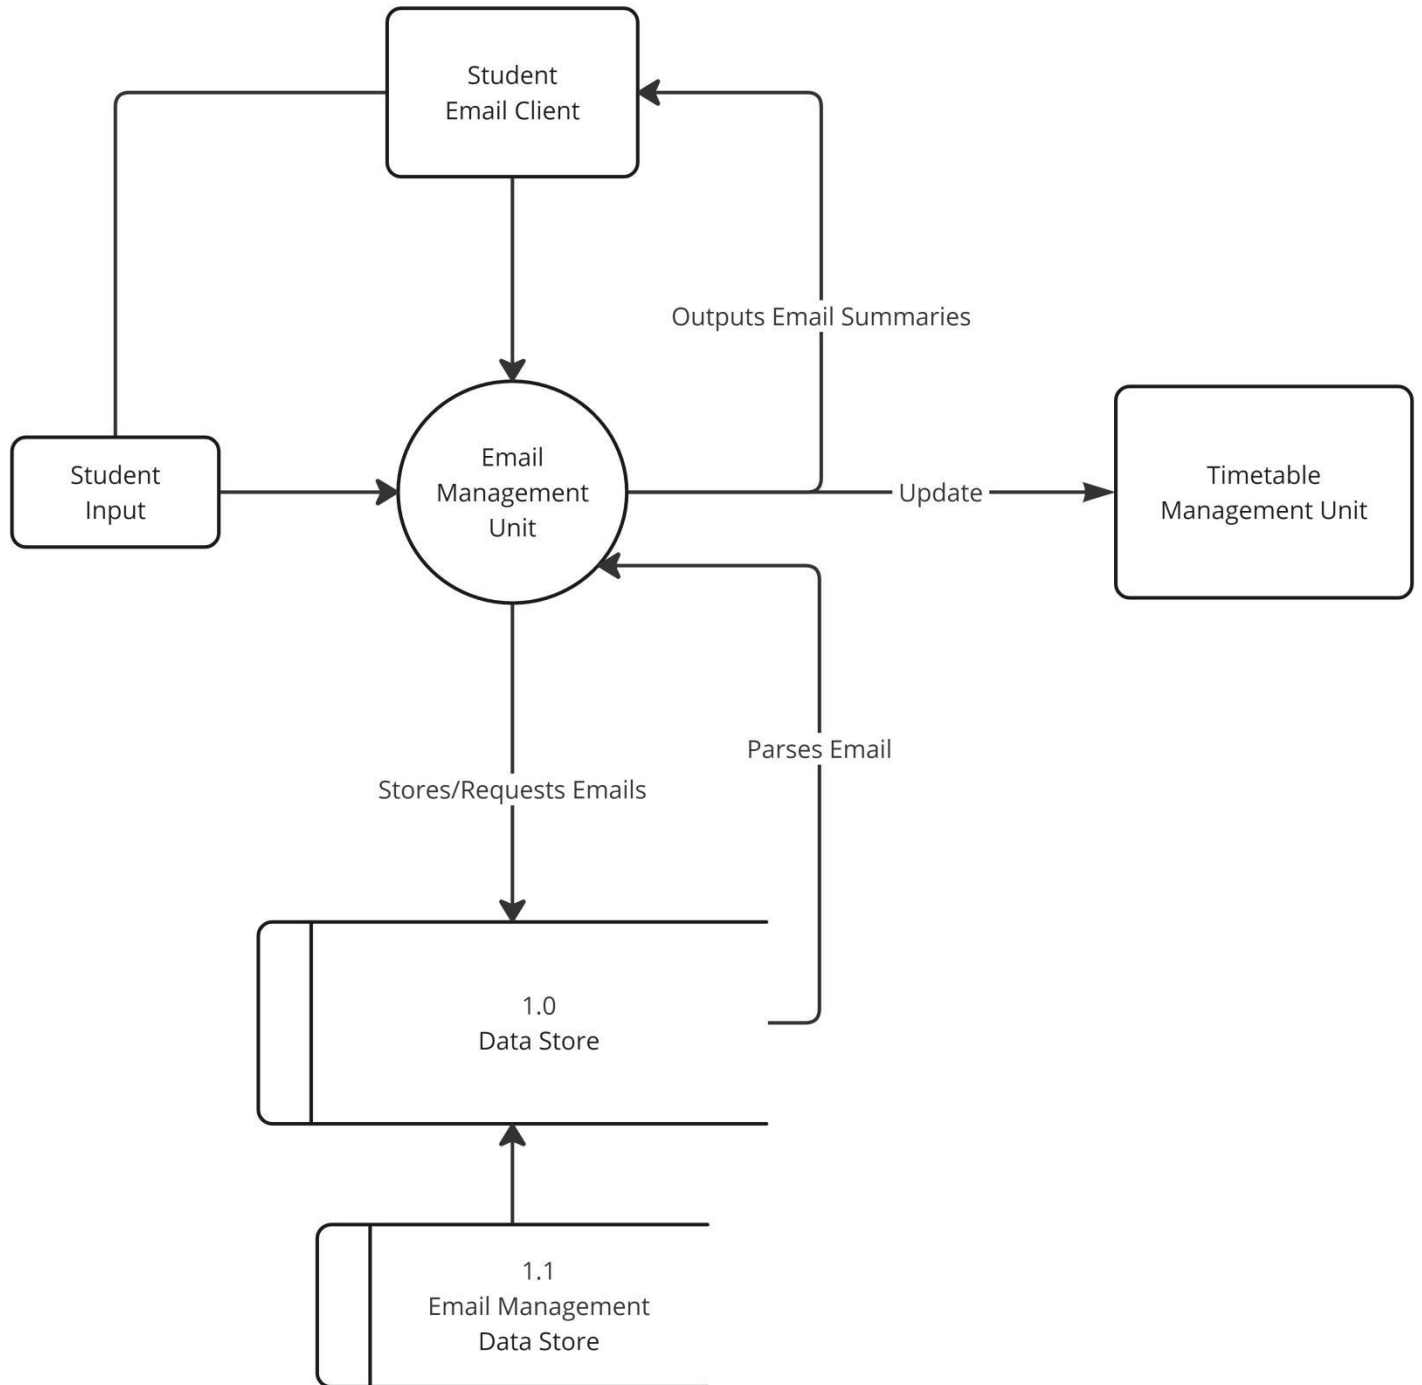 Student
Email Client
Outputs Email Summaries
Student
Input
Email
Management
Unit
Update
Timetable
Management Unit
Parses Email
Stores/Requests Emails
1.0
Data Store
1.1
Email Management
Data Store